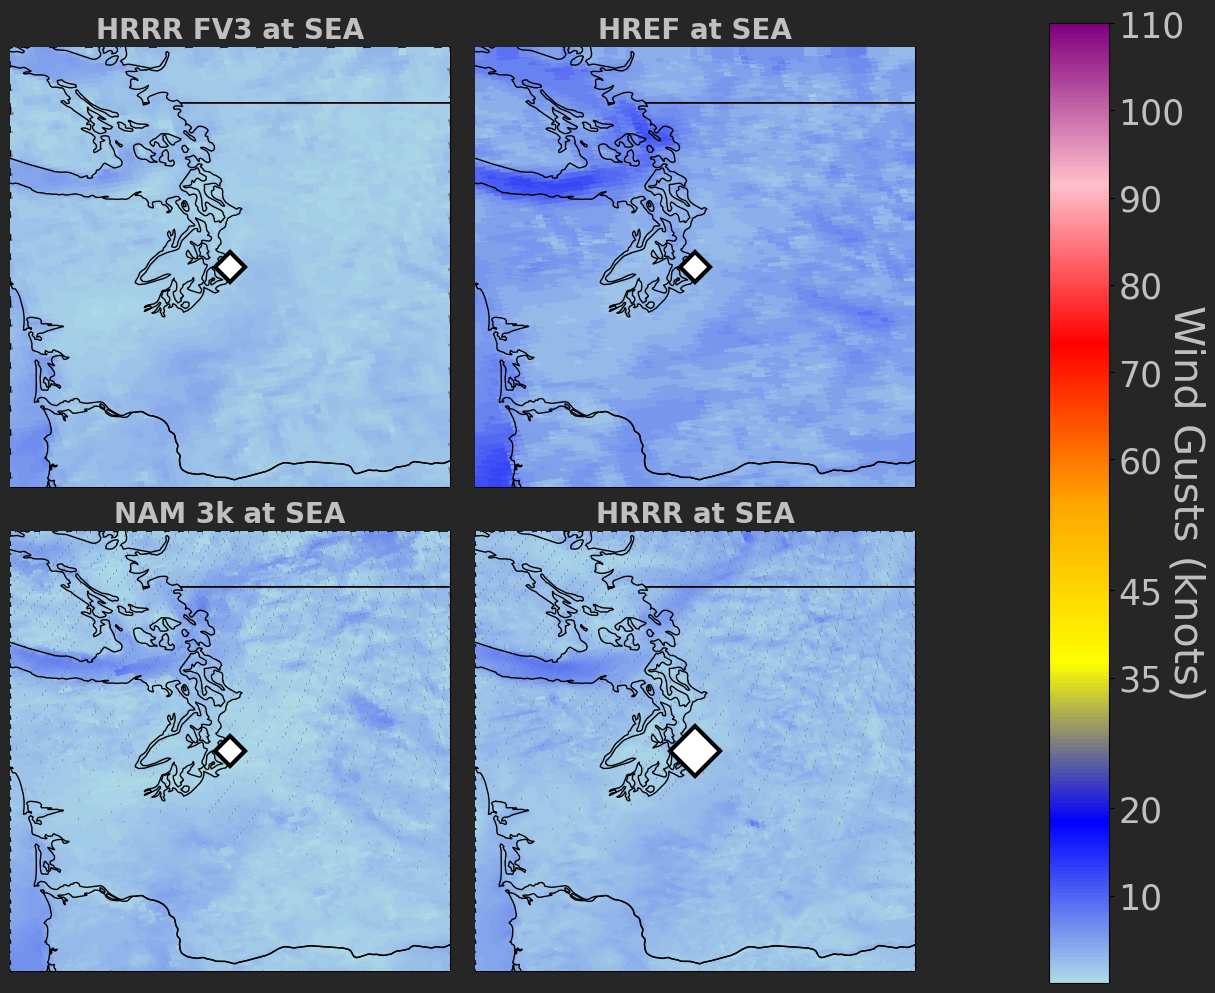 HRRR FV3 at SEA
HREF at SEA
NAM 3k at SEA
HRRR at SEA
110
100
90
80
70
60
45
35
20
10
Wind Gusts (knots)